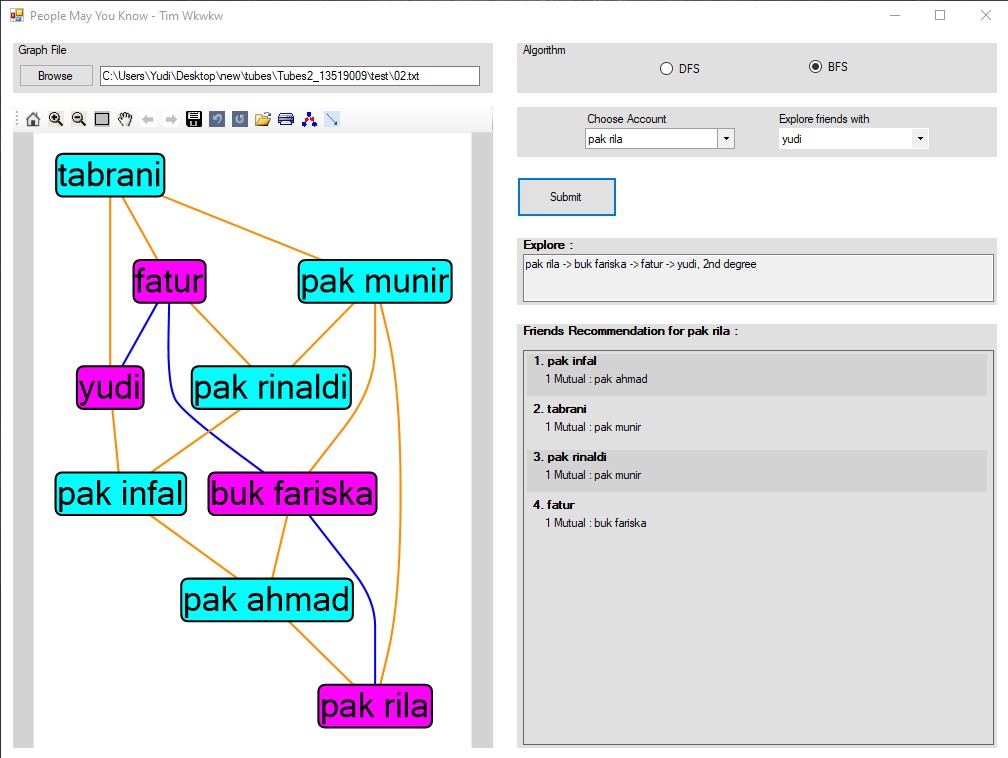 People May You Know - Tim Wkwkw
Graph File
Browse
C:\Users\Yudi\Desktop\new\tubes\Tubes2_13519009\test\02.txt
tabrani
fatur
pak munir
yudi
pak rinaldi
pak infal
buk fariska
pak ahmad
pak rila
Algorithm
DFS
BFS
Choose Account
Explore friends with
pak rila
yudi
Submit
Explore :
pak rila -> buk fariska -> fatur -> yudi, 2nd degree
Friends Recommendation for pak rila :
1. pak infal
1 Mutual : pak ahmad
2. tabrani
1 Mutual : pak munir
3. pak rinaldi
1 Mutual : pak munir
4. fatur
1 Mutual : buk fariska